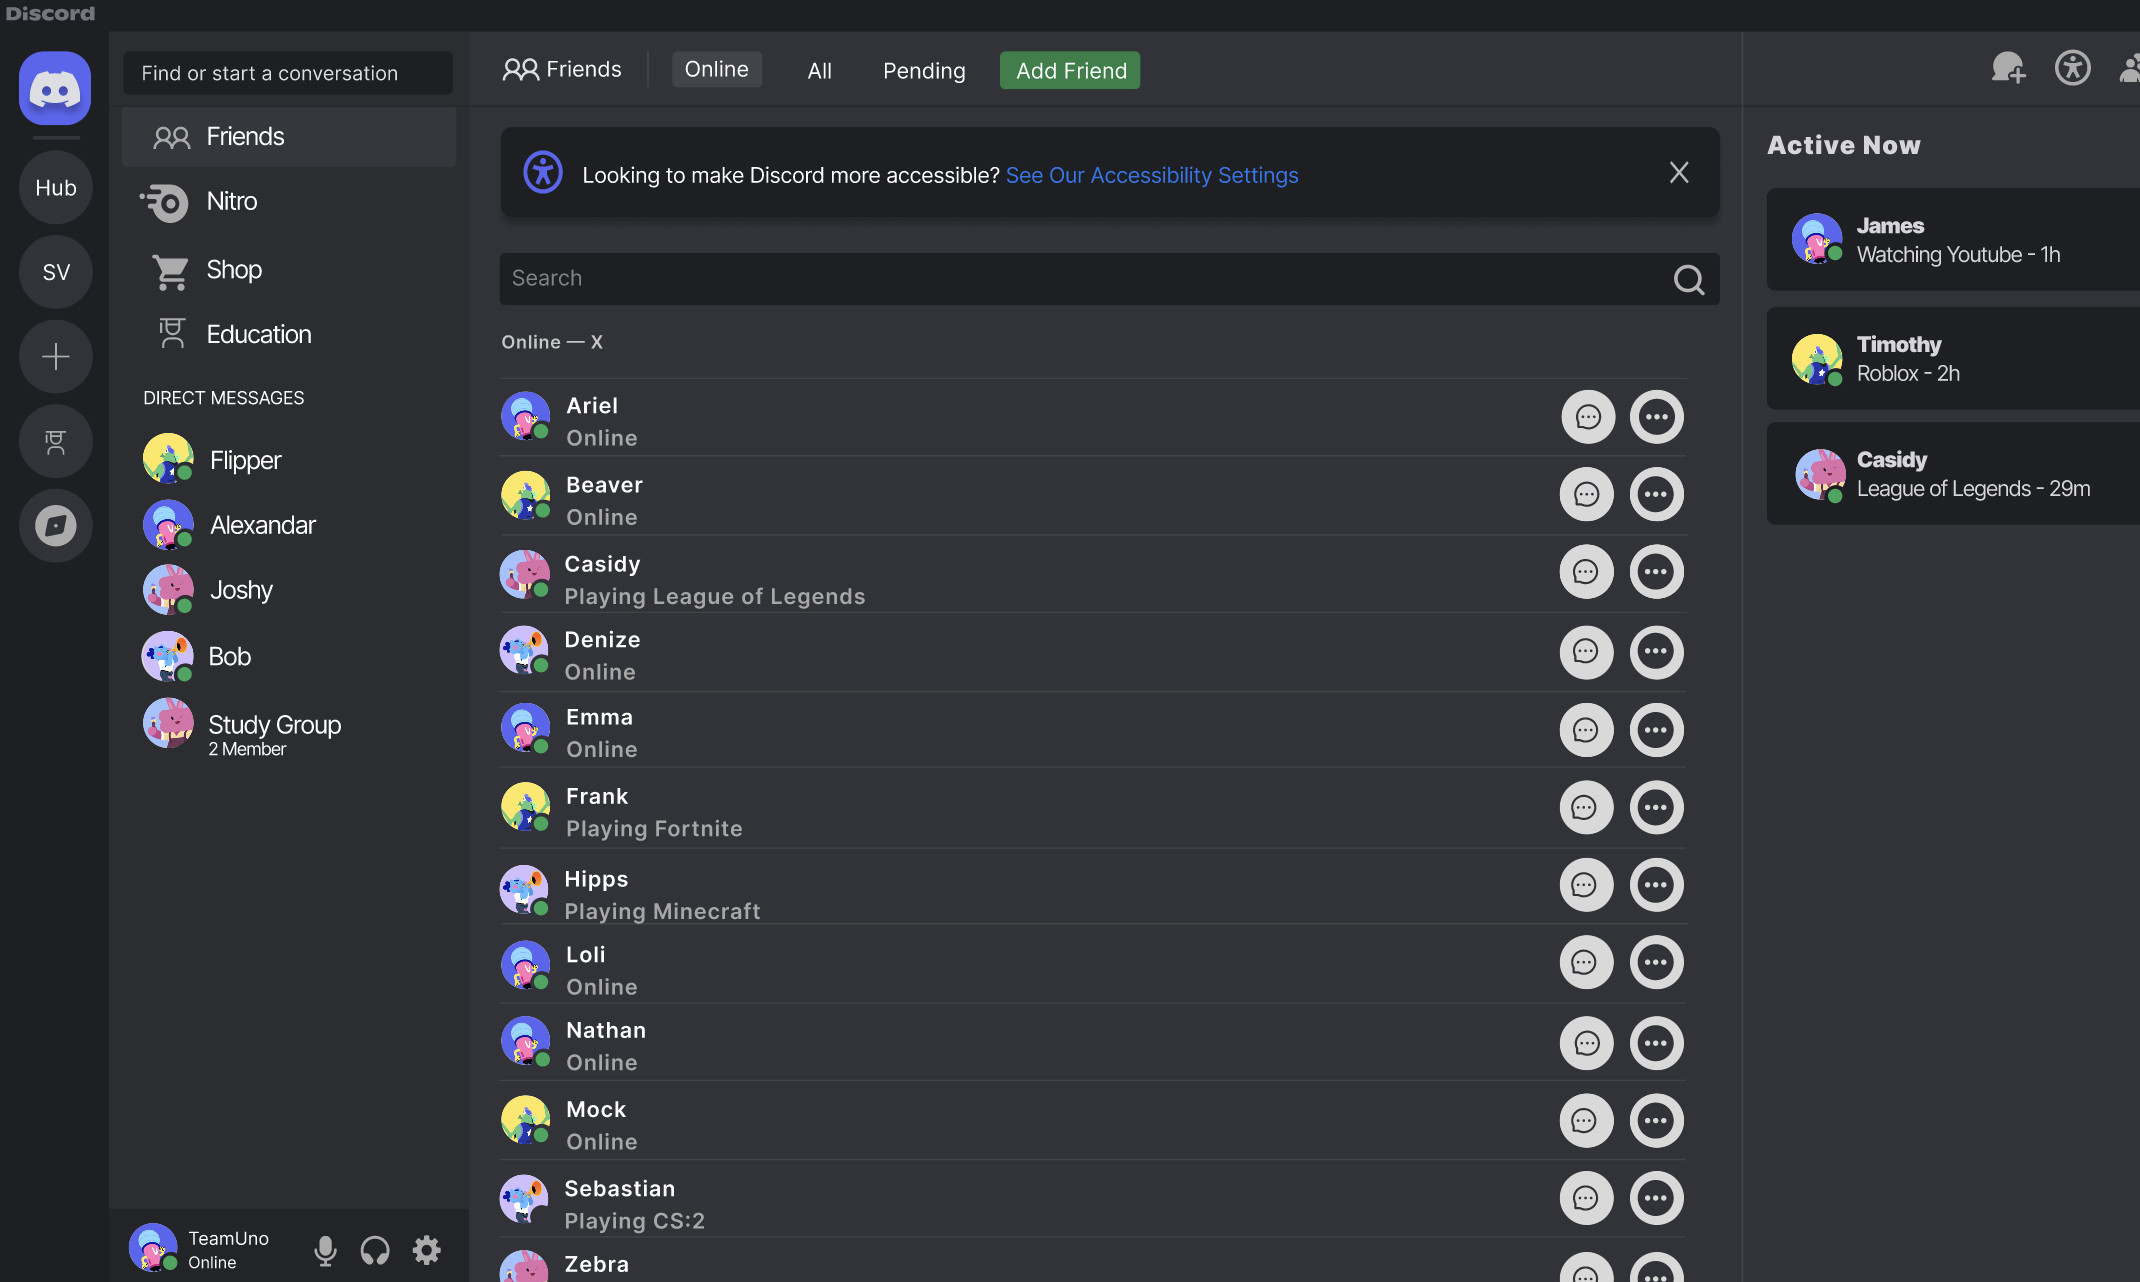 Discord
Find or start a conversation
Friends
Online
All
Pending
Add Friend
Friends
Nitro
Shop
Education
DIRECT MESSAGES
Flipper
Alexandar
Joshy
Bob
Study Group
2 Member
Hub
SV
Looking to make Discord more accessible? See Our Accessibility Settings
X
Search
Online — X
Ariel
Online
Beaver
Online
Casidy
Playing League of Legends
Denize
Online
Emma
Online
Frank
Playing Fortnite
Hipps
Playing Minecraft
Loli
Online
Nathan
Online
Mock
Online
Sebastian
Playing CS:2
Zebra
Active Now
James
Watching Youtube - 1h
Timothy
Roblox - 2h
Casidy
League of Legends - 29m
TeamUno
Online